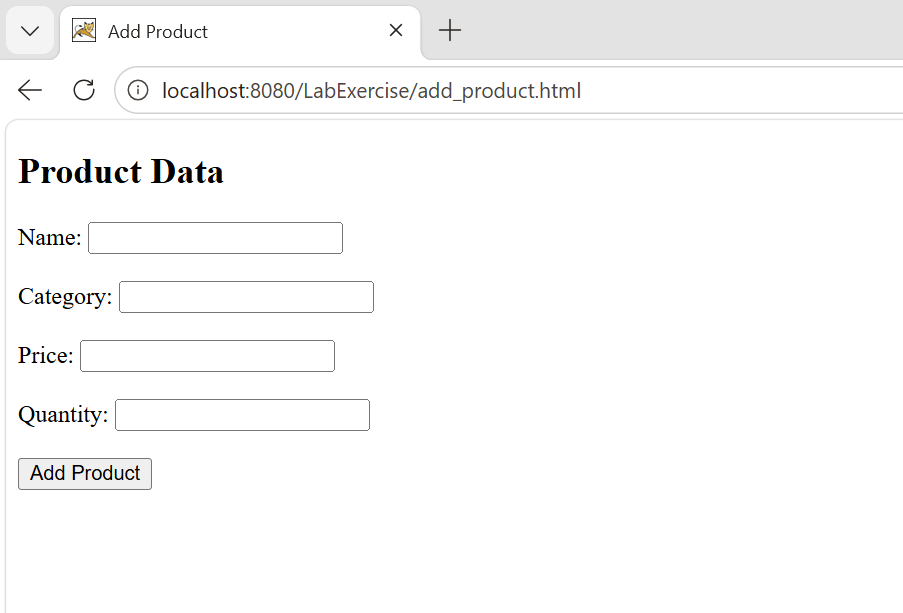 Add Product
localhost:8080/LabExercise/add_product.html
Product Data
Name:
Category:
Price:
Quantity:
Add Product